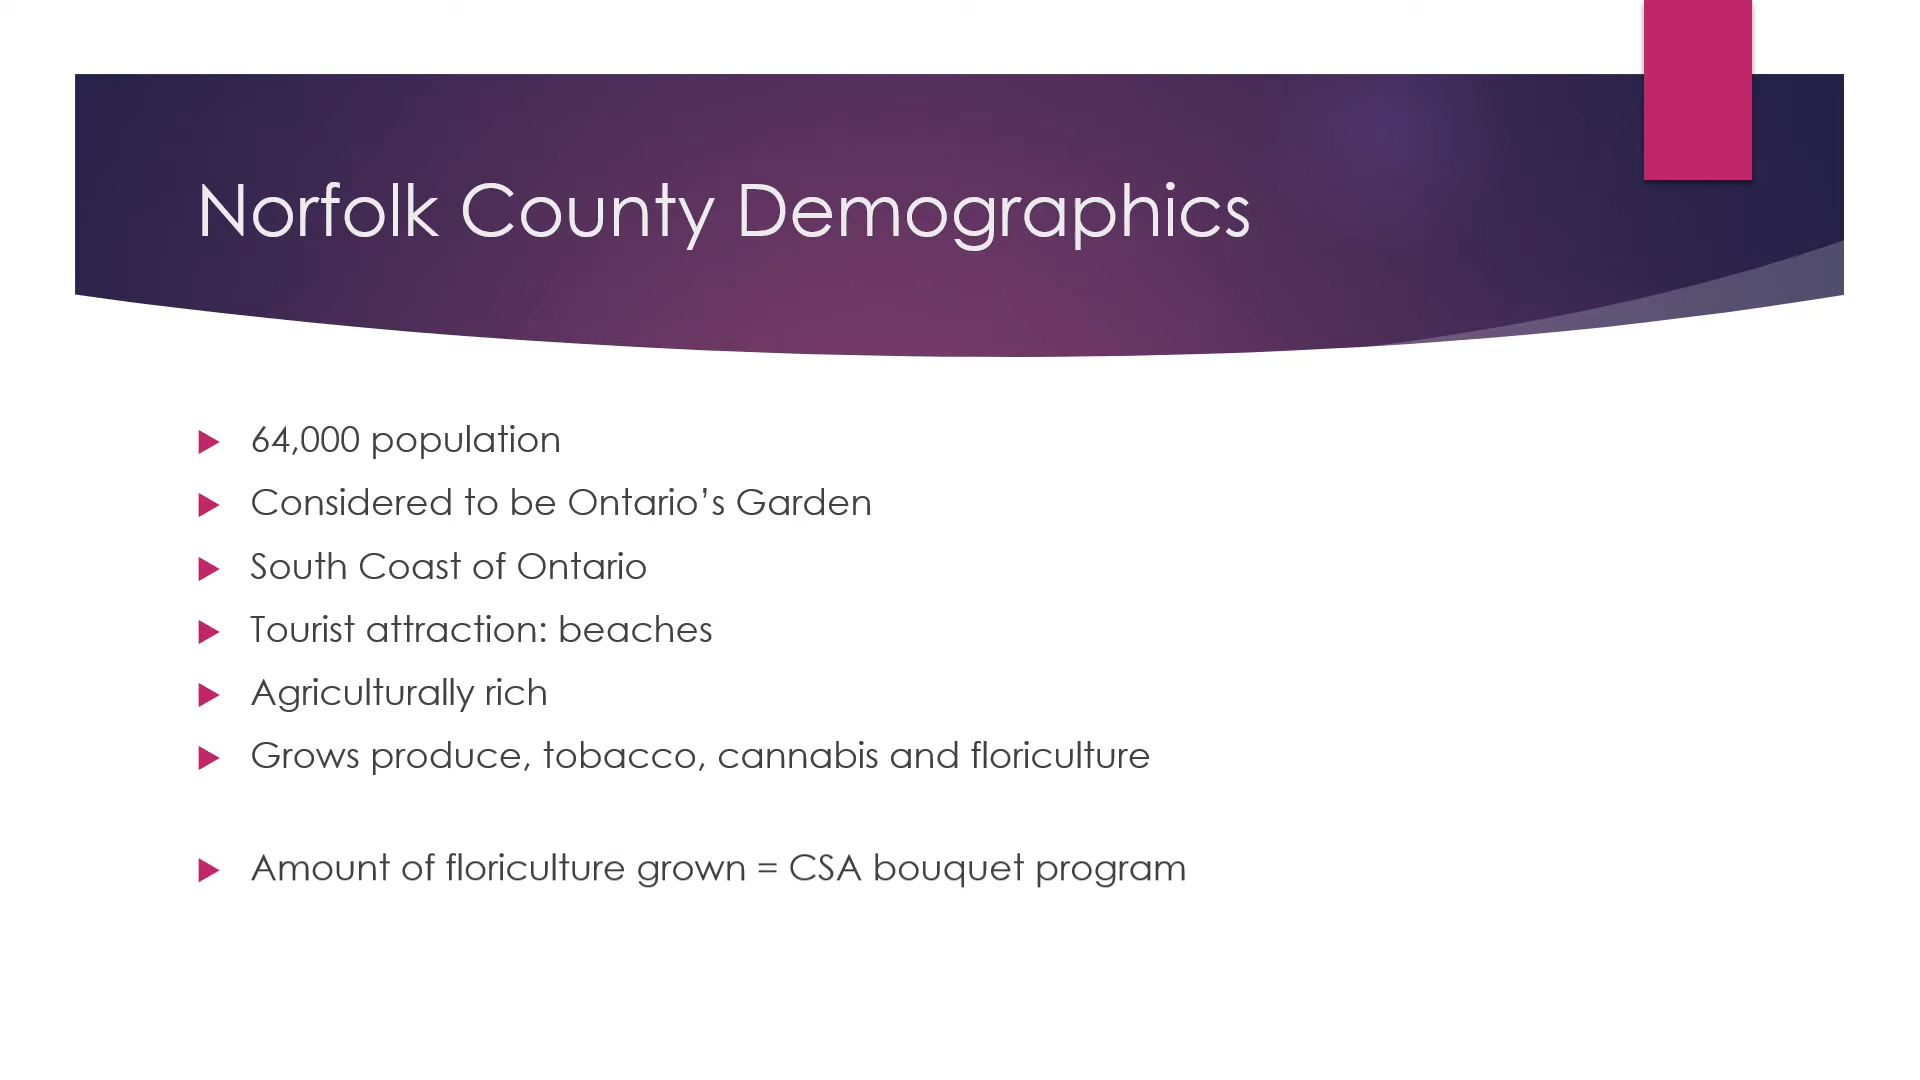 Norfolk County Demographics
64,000 population
Considered to be Ontario’s Garden
South Coast of Ontario
Tourist attraction: beaches
Agriculturally rich
Grows produce, tobacco, cannabis and floriculture
Amount of floriculture grown = CSA bouquet program